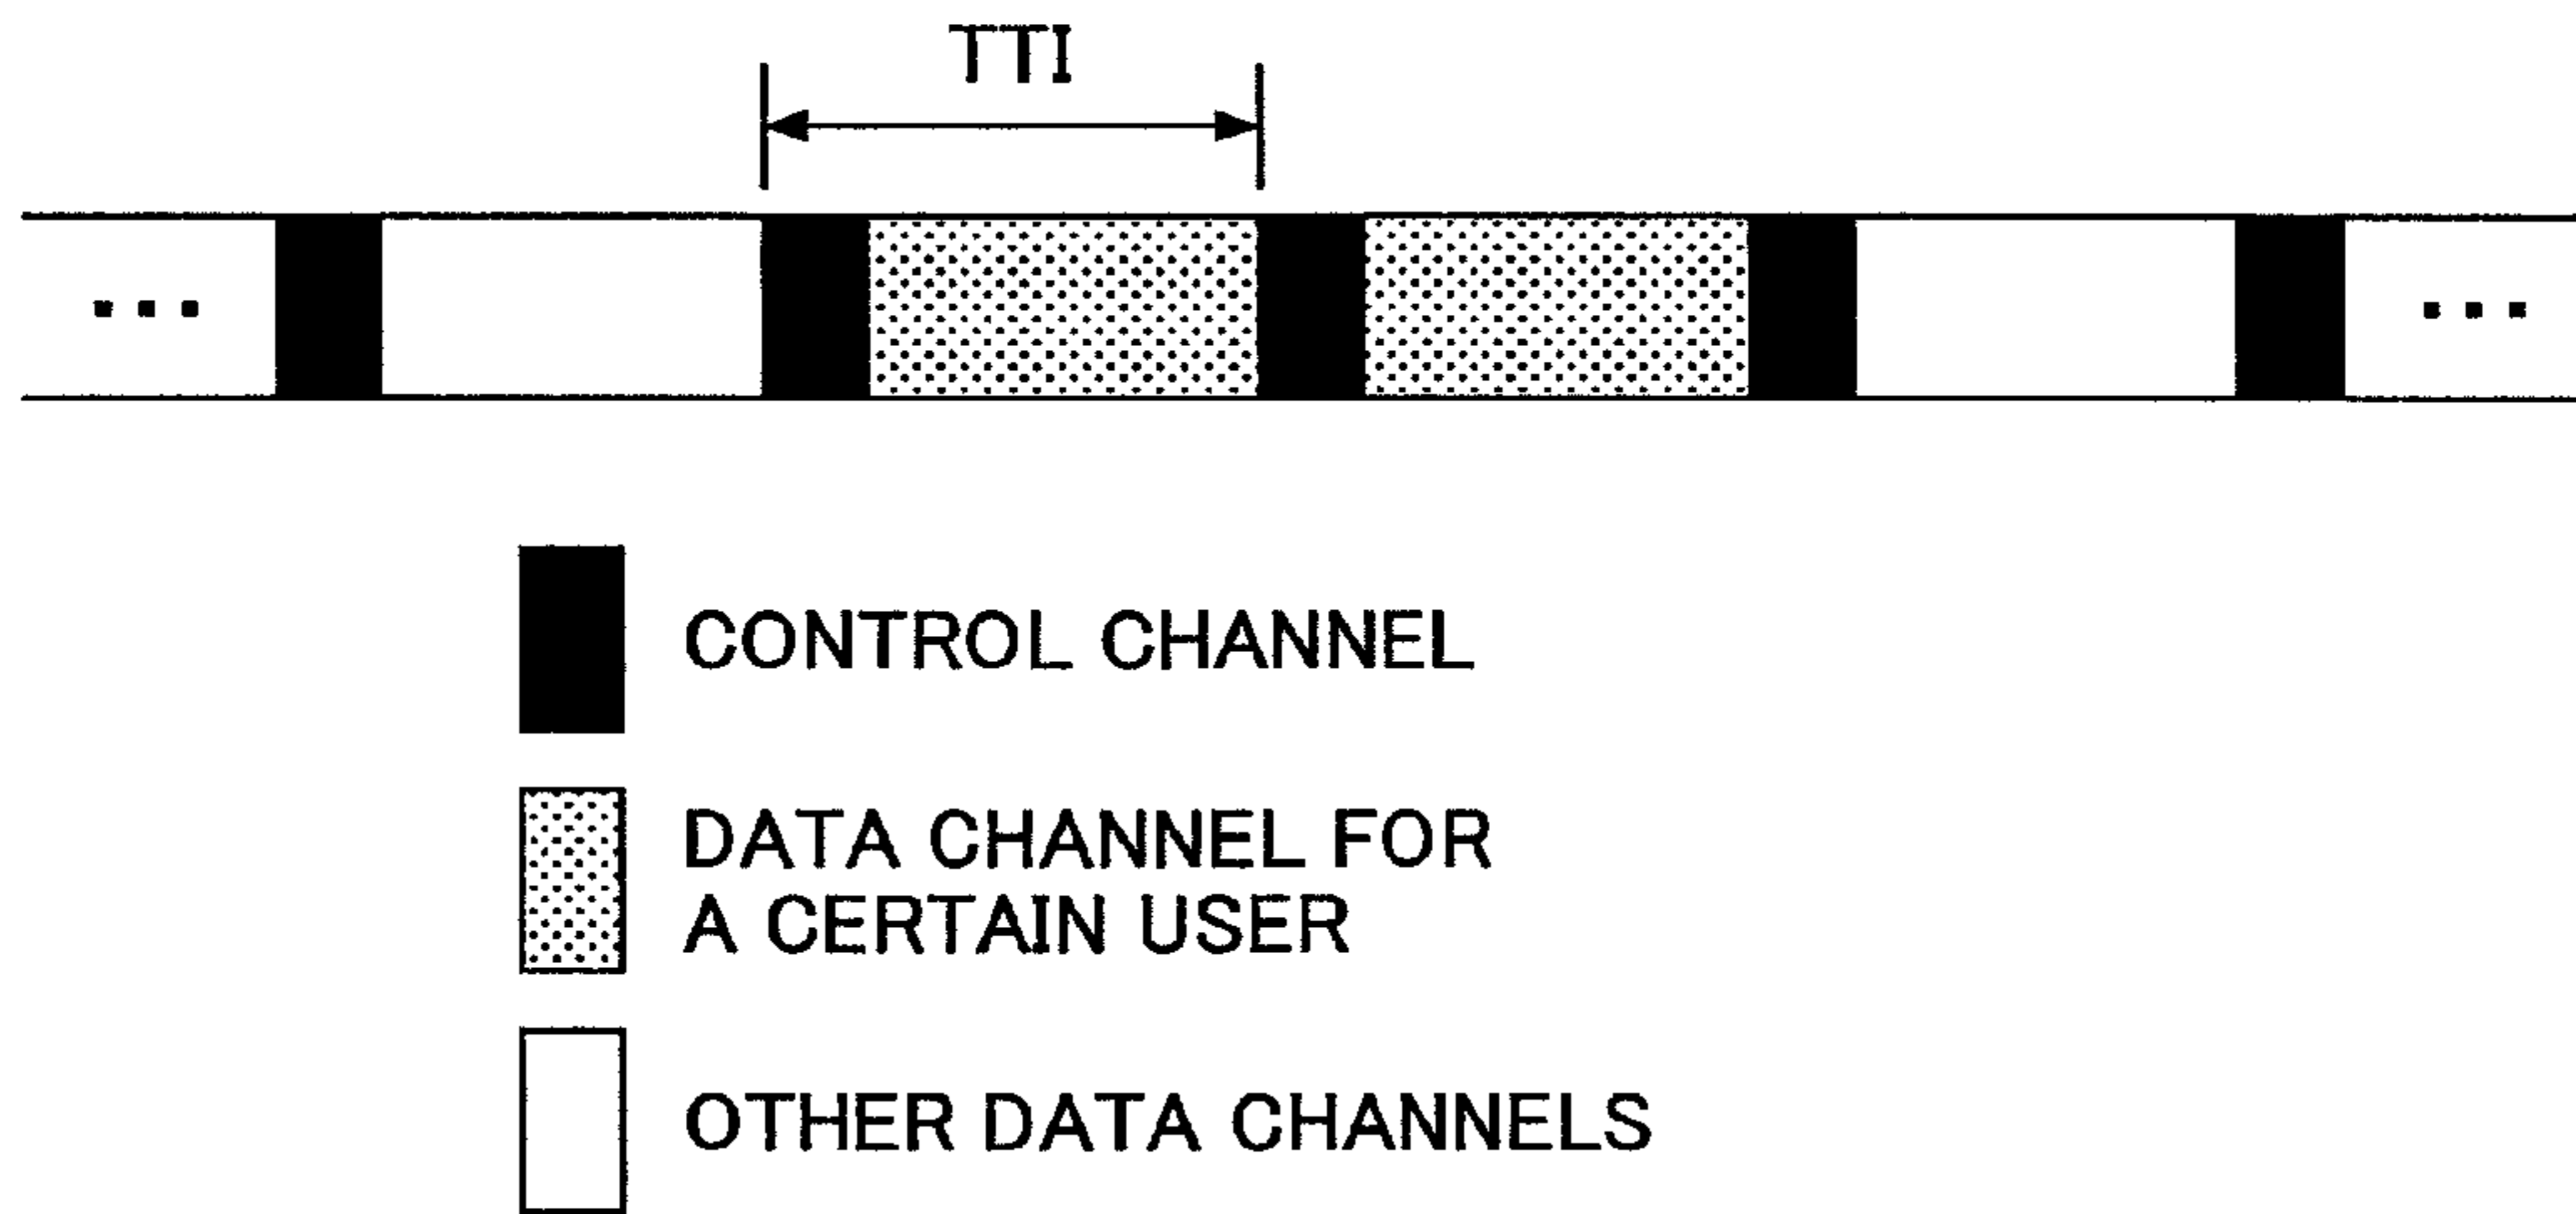 TTI
... ...
CONTROL CHANNEL
DATA CHANNEL FOR
A CERTAIN USER
OTHER DATA CHANNELS